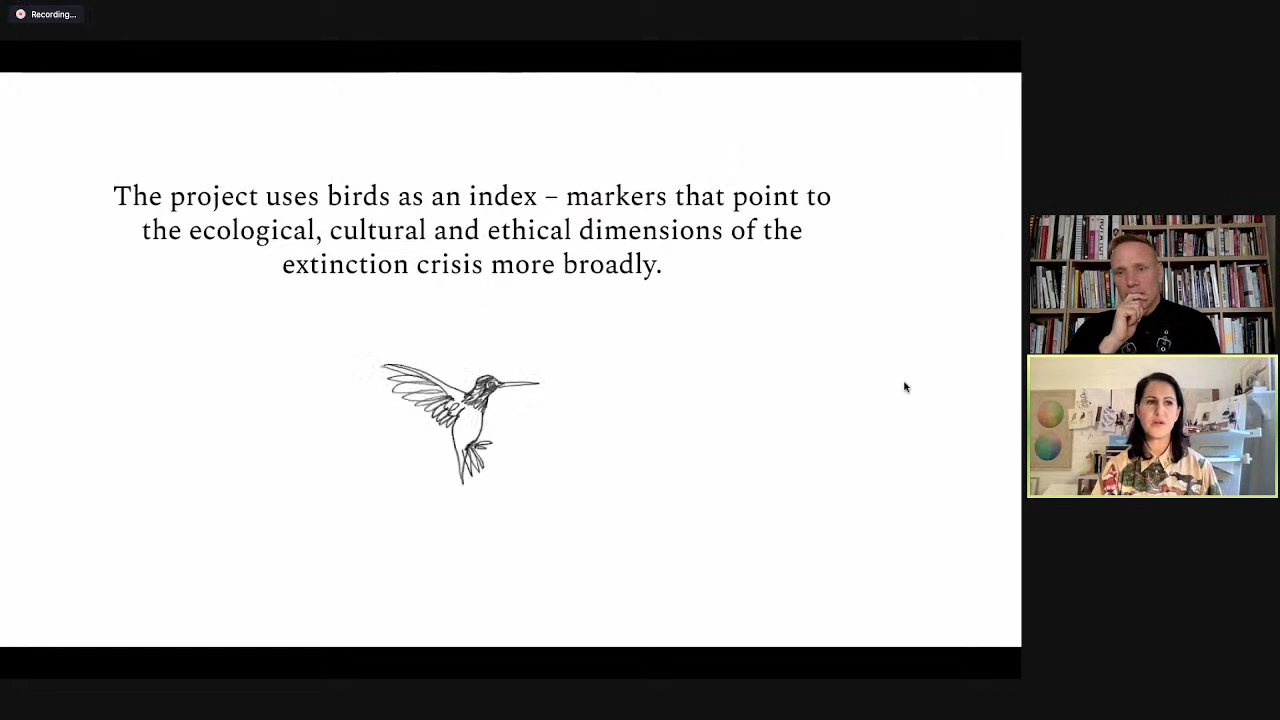 Recording...
The project uses birds as an index – markers that point to
the ecological, cultural and ethical dimensions of the
extinction crisis more broadly.